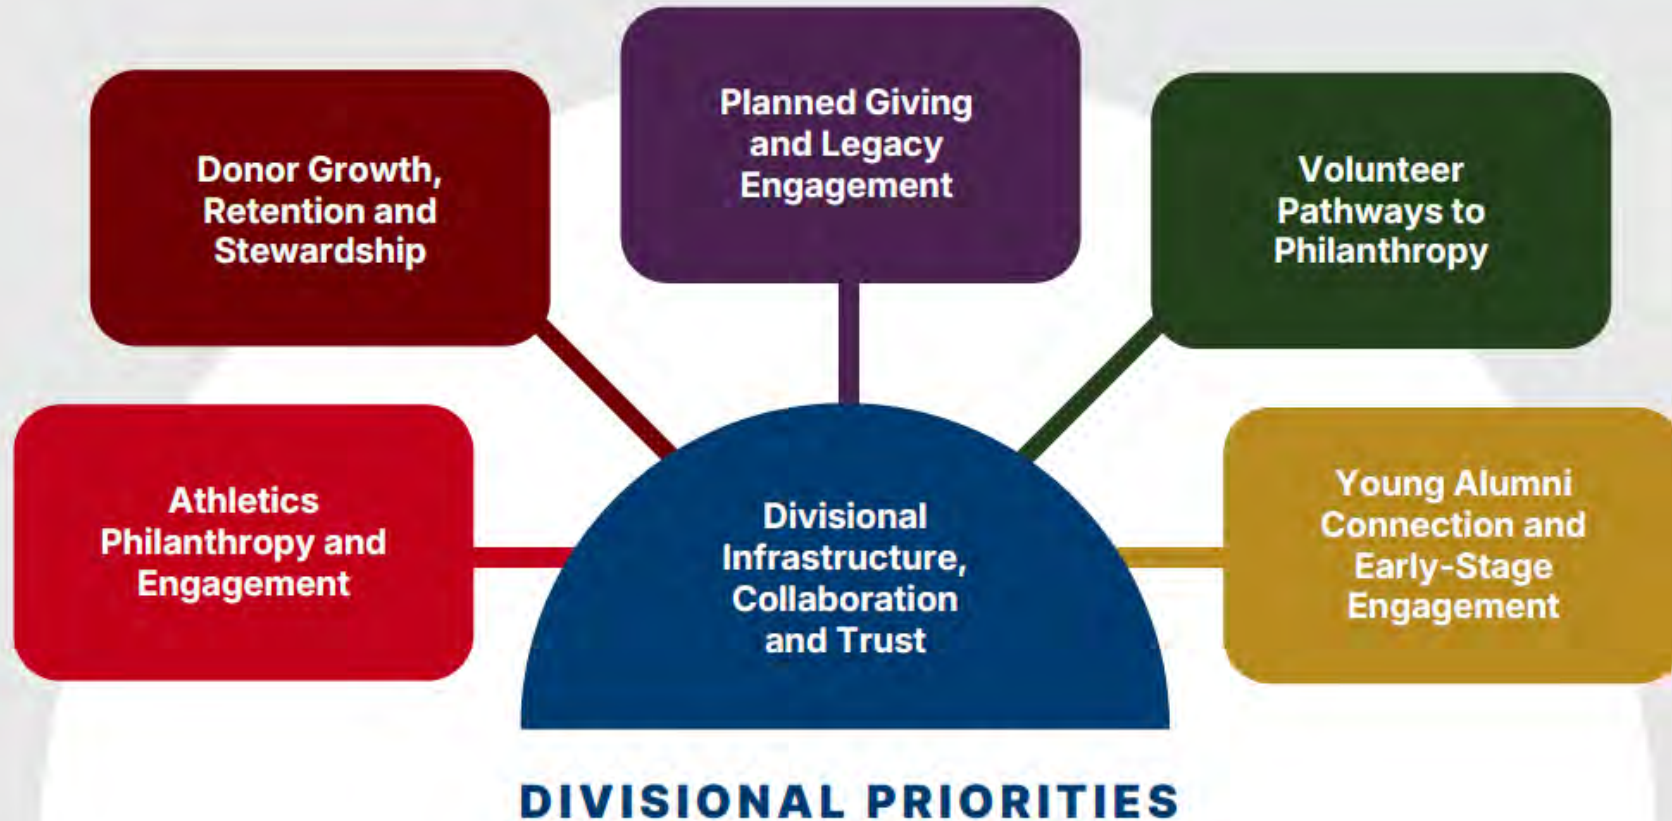 Planned Giving
and Legacy
Engagement
Donor Growth,
Retention and
Stewardship
Volunteer
Pathways to
Philanthropy
Athletics
Philanthropy and
Engagement
Divisional
Infrastructure,
Collaboration
and Trust
Young Alumni
Connection and
Early-Stage
Engagement
DIVISIONAL PRIORITIES